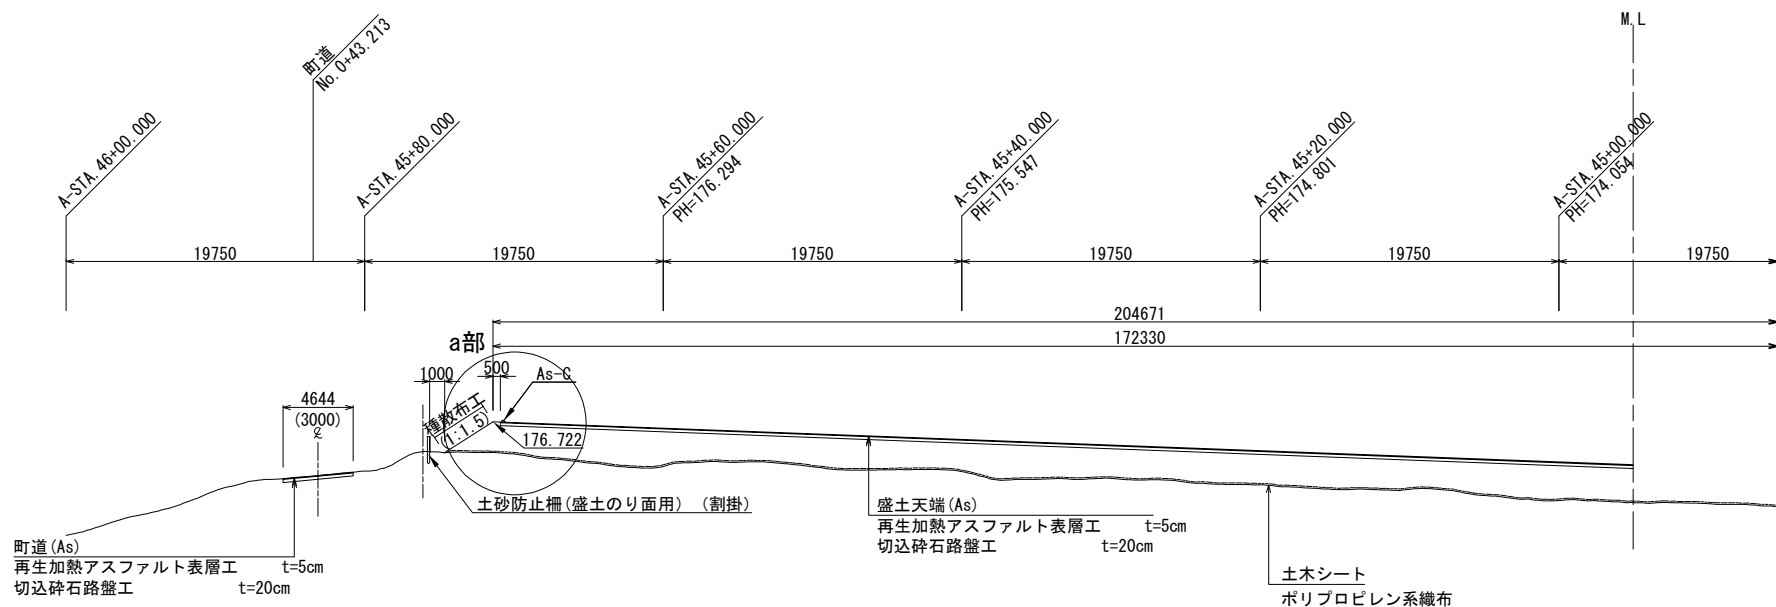 M.L
町道
No.0+43.213
A-STA.46+00.000
A-STA.45+80.000
A-STA.45+60.000
PH=176.294
A-STA.45+40.000
PH=175.547
A-STA.45+20.000
PH=174.801
A-STA.45+00.000
PH=174.054
19750
19750
19750
19750
19750
19750
204671
172330
a部
1000
500
As-C
4644
(3000)
℄
種散布工
(1:1.5)
176.722
土砂防止柵(盛土のり面用) (割掛)
盛土天端(As)
再生加熱アスファルト表層工 t=5cm
切込砕石路盤工 t=20cm
町道(As)
再生加熱アスファルト表層工 t=5cm
切込砕石路盤工 t=20cm
土木シート
ポリプロピレン系織布